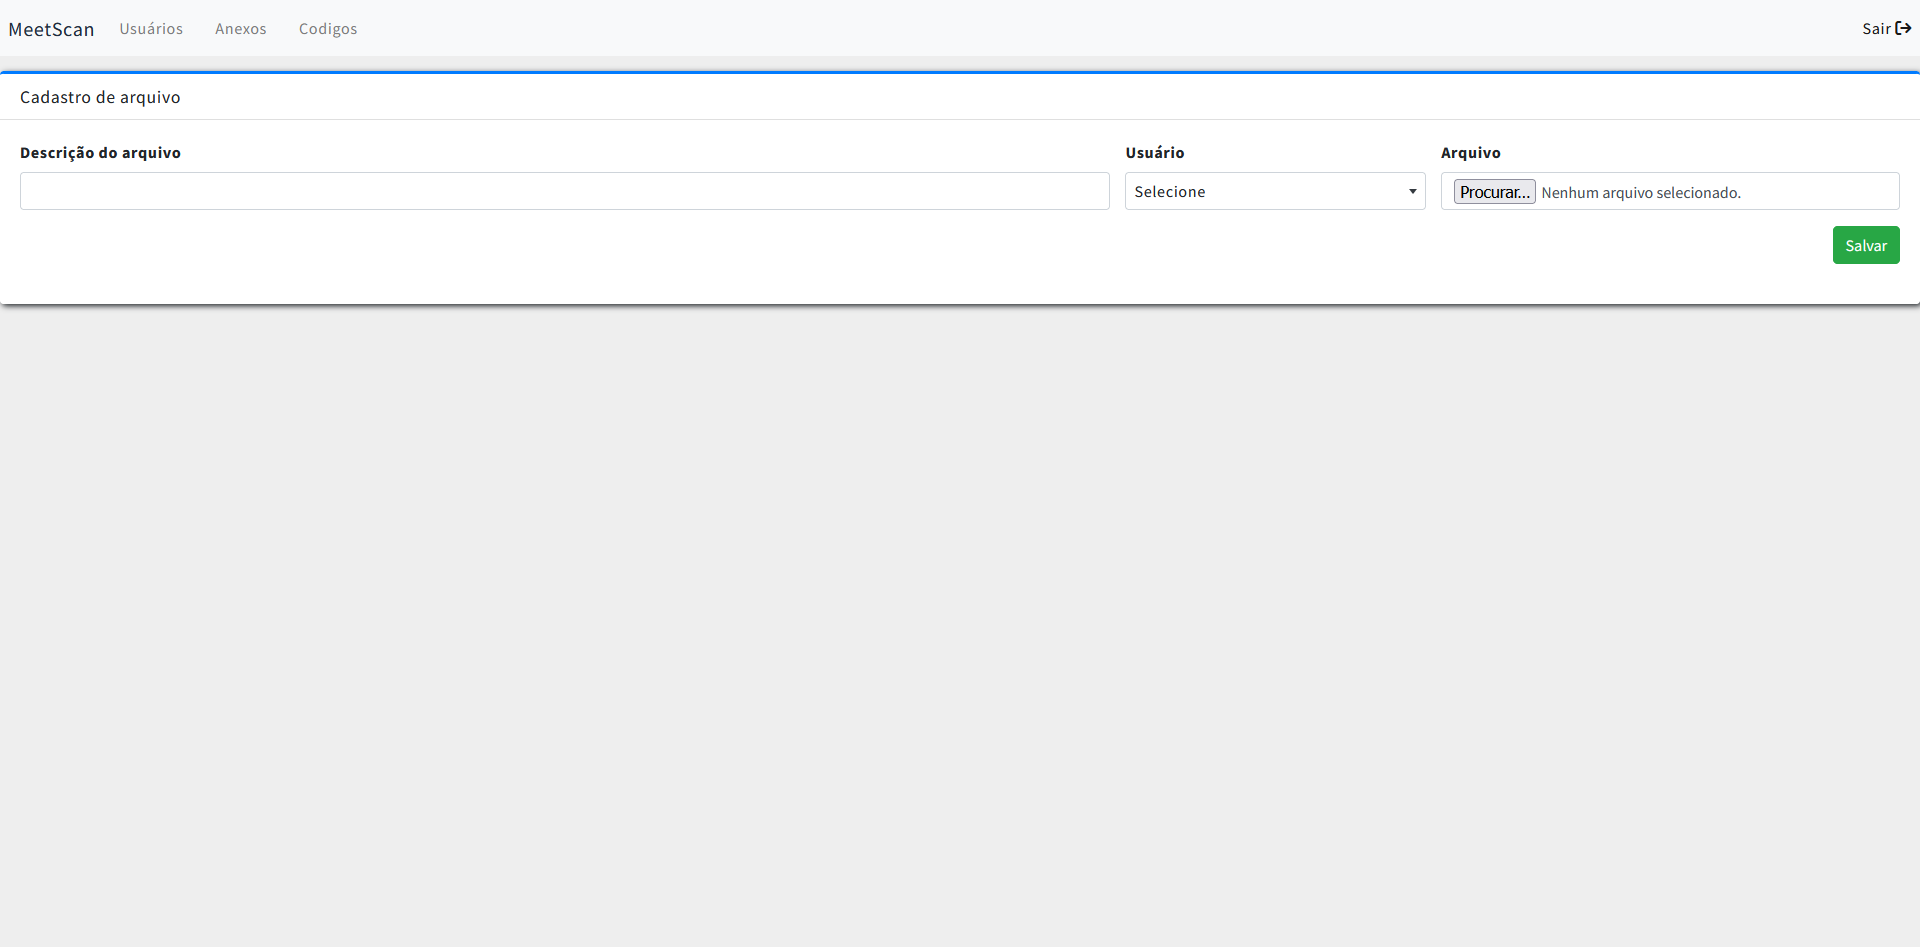 MeetScan Usuários Anexos Codigos Sair
Cadastro de arquivo
Descrição do arquivo Usuário Arquivo
Selecione Procurar... Nenhum arquivo selecionado.
Salvar